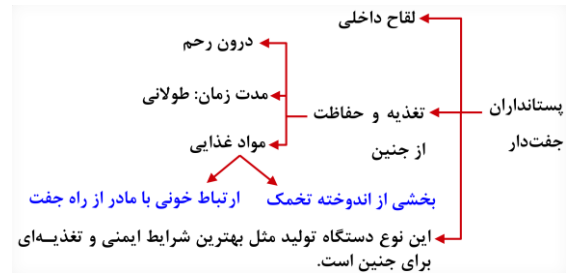 لقاح داخلی
درون رحم
پستانداران
جفت‌دار
تغذیه و حفاظت
از جنین
مدت زمان: طولانی
مواد غذایی
بخشی از اندوخته تخمک
ارتباط خونی با مادر از راه جفت
این نوع دستگاه تولید مثل بهترین شرایط ایمنی و تغذیـه‌ای
برای جنین است.